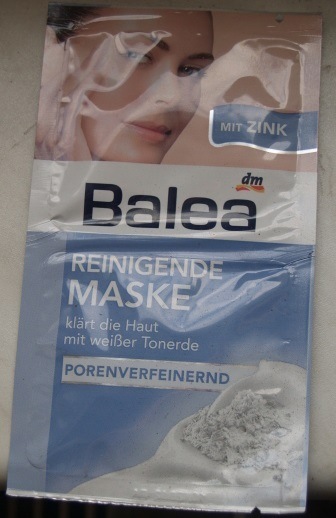 MIT ZINK
dm
Balea
REINIGENDE
MASKE
klärt die Haut
mit weißer Tonerde
PORENVERFEINERND